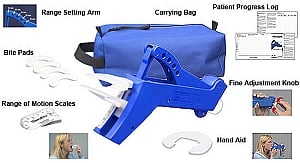 Range Setting Arm
Carrying Bag
Patient Progress Log
Bite Pads
Fine Adjustment Knob
Range of Motion Scales
Hand Aid